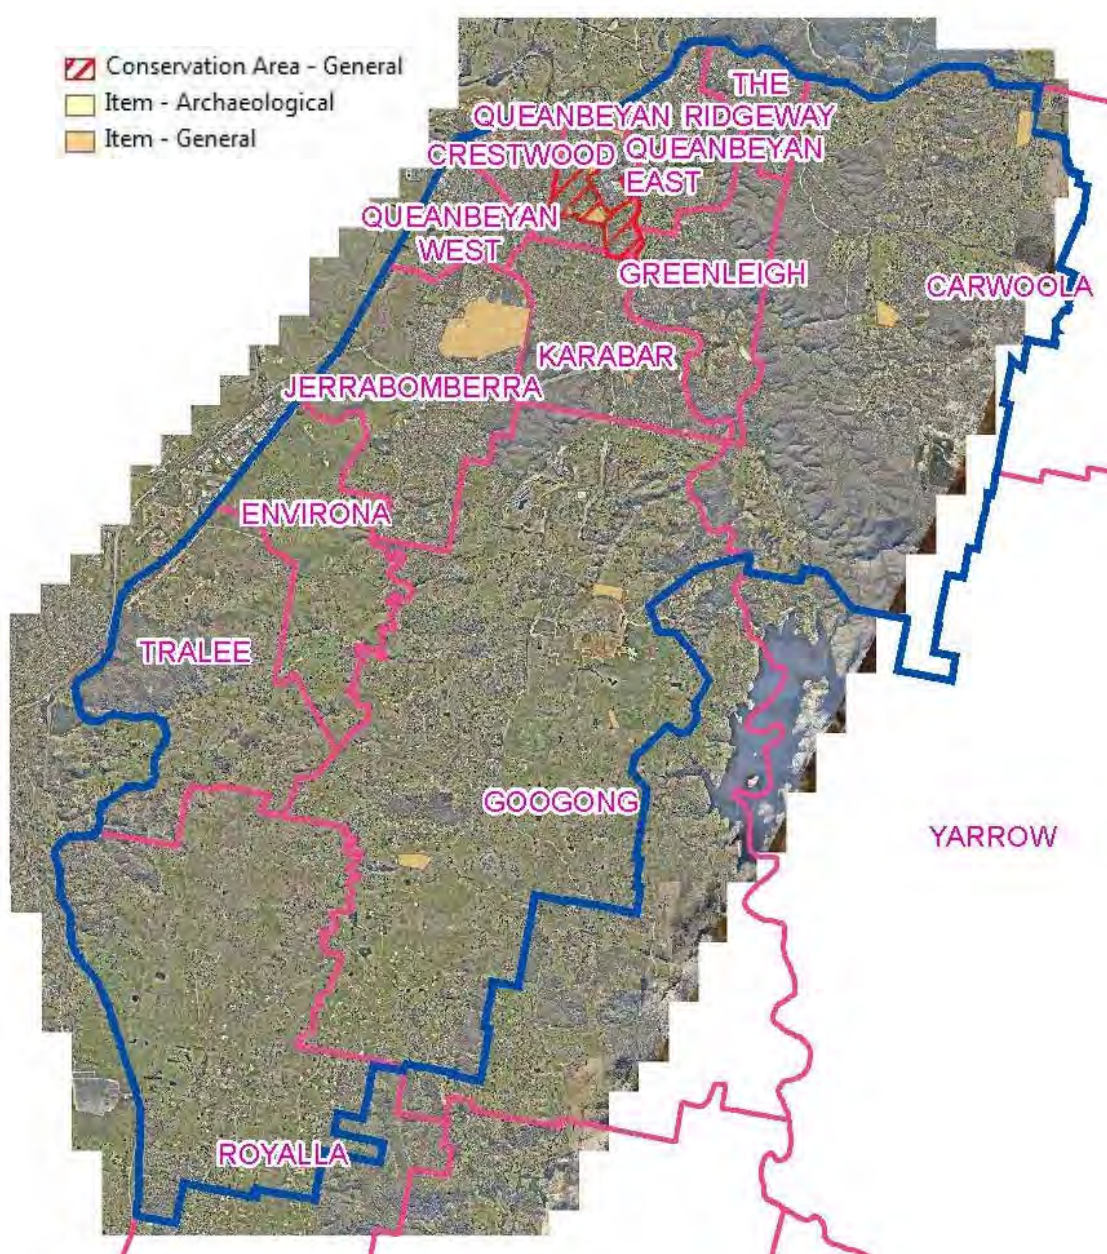 Conservation Area - General
Item - Archaeological
Item - General
THE
QUEANBEYAN RIDGEWAY
CRESTWOOD QUEANBEYAN
EAST
QUEANBEYAN
WEST
GREENLEIGH
CARWOOLA
KARABAR
JERRABOMBERRA
ENVIRONA
TRALEE
GOOGONG
YARROW
ROYALLA